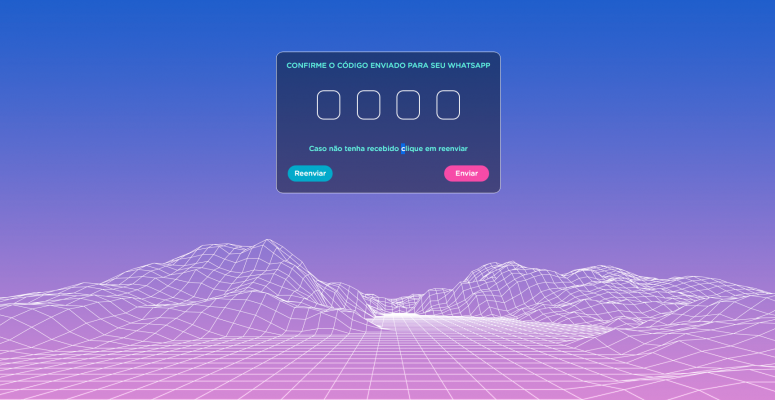 CONFIRME O CÓDIGO ENVIADO PARA SEU WHATSAPP
Caso não tenha recebido clique em reenviar
Reenviar
Enviar